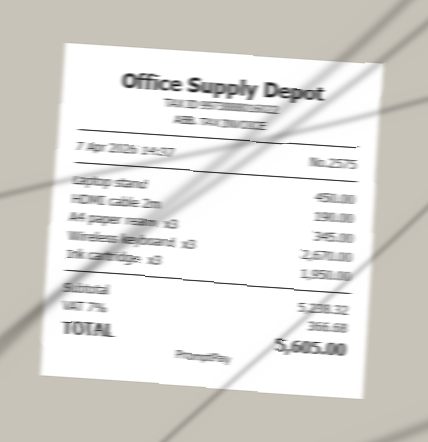 Office Supply Depot
TAX ID
ABB. TAX INVOICE
7 Apr 2026 14:37 No.2575
Laptop stand 450.00
HDMI cable 2m 190.00
A4 paper ream x3 345.00
Wireless keyboard x3 2,670.00
Ink cartridge x3 1,950.00
Subtotal 5,238.32
VAT 7% 366.68
TOTAL 5,605.00
PromptPay